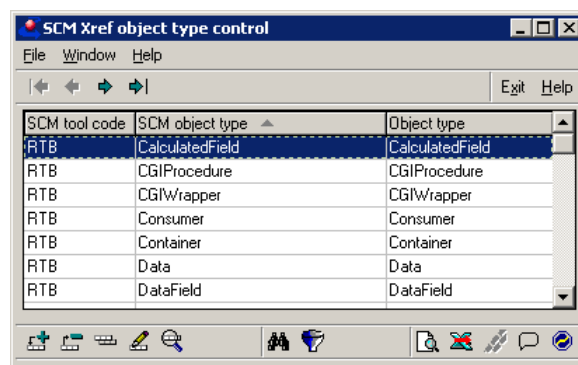 SCM Xref object type control
File Window Help
Exit Help
SCM tool code SCM object type Object type
RTB CalculatedField CalculatedField
RTB CGIProcedure CGIProcedure
RTB CGIWrapper CGIWrapper
RTB Consumer Consumer
RTB Container Container
RTB Data Data
RTB DataField DataField